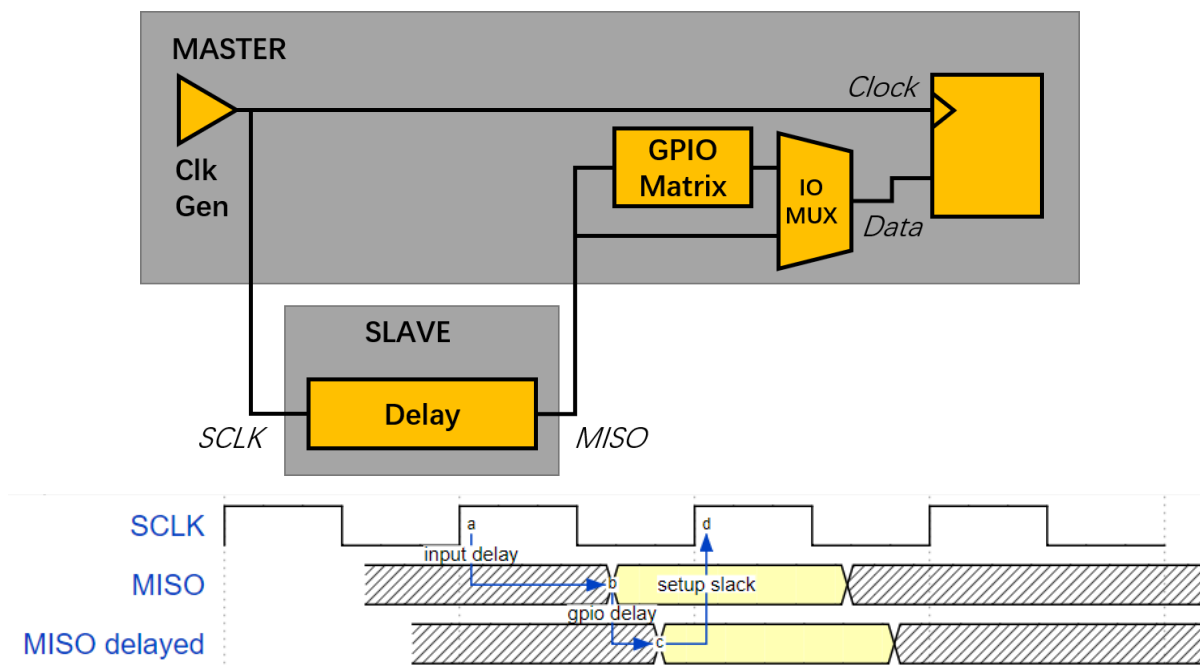 MASTER
Clk
Gen
Clock
GPIO
Matrix
IO
MUX
Data
SLAVE
Delay
SCLK
MISO
SCLK
a
d
input delay
MISO
b
setup slack
gpio delay
MISO delayed
c